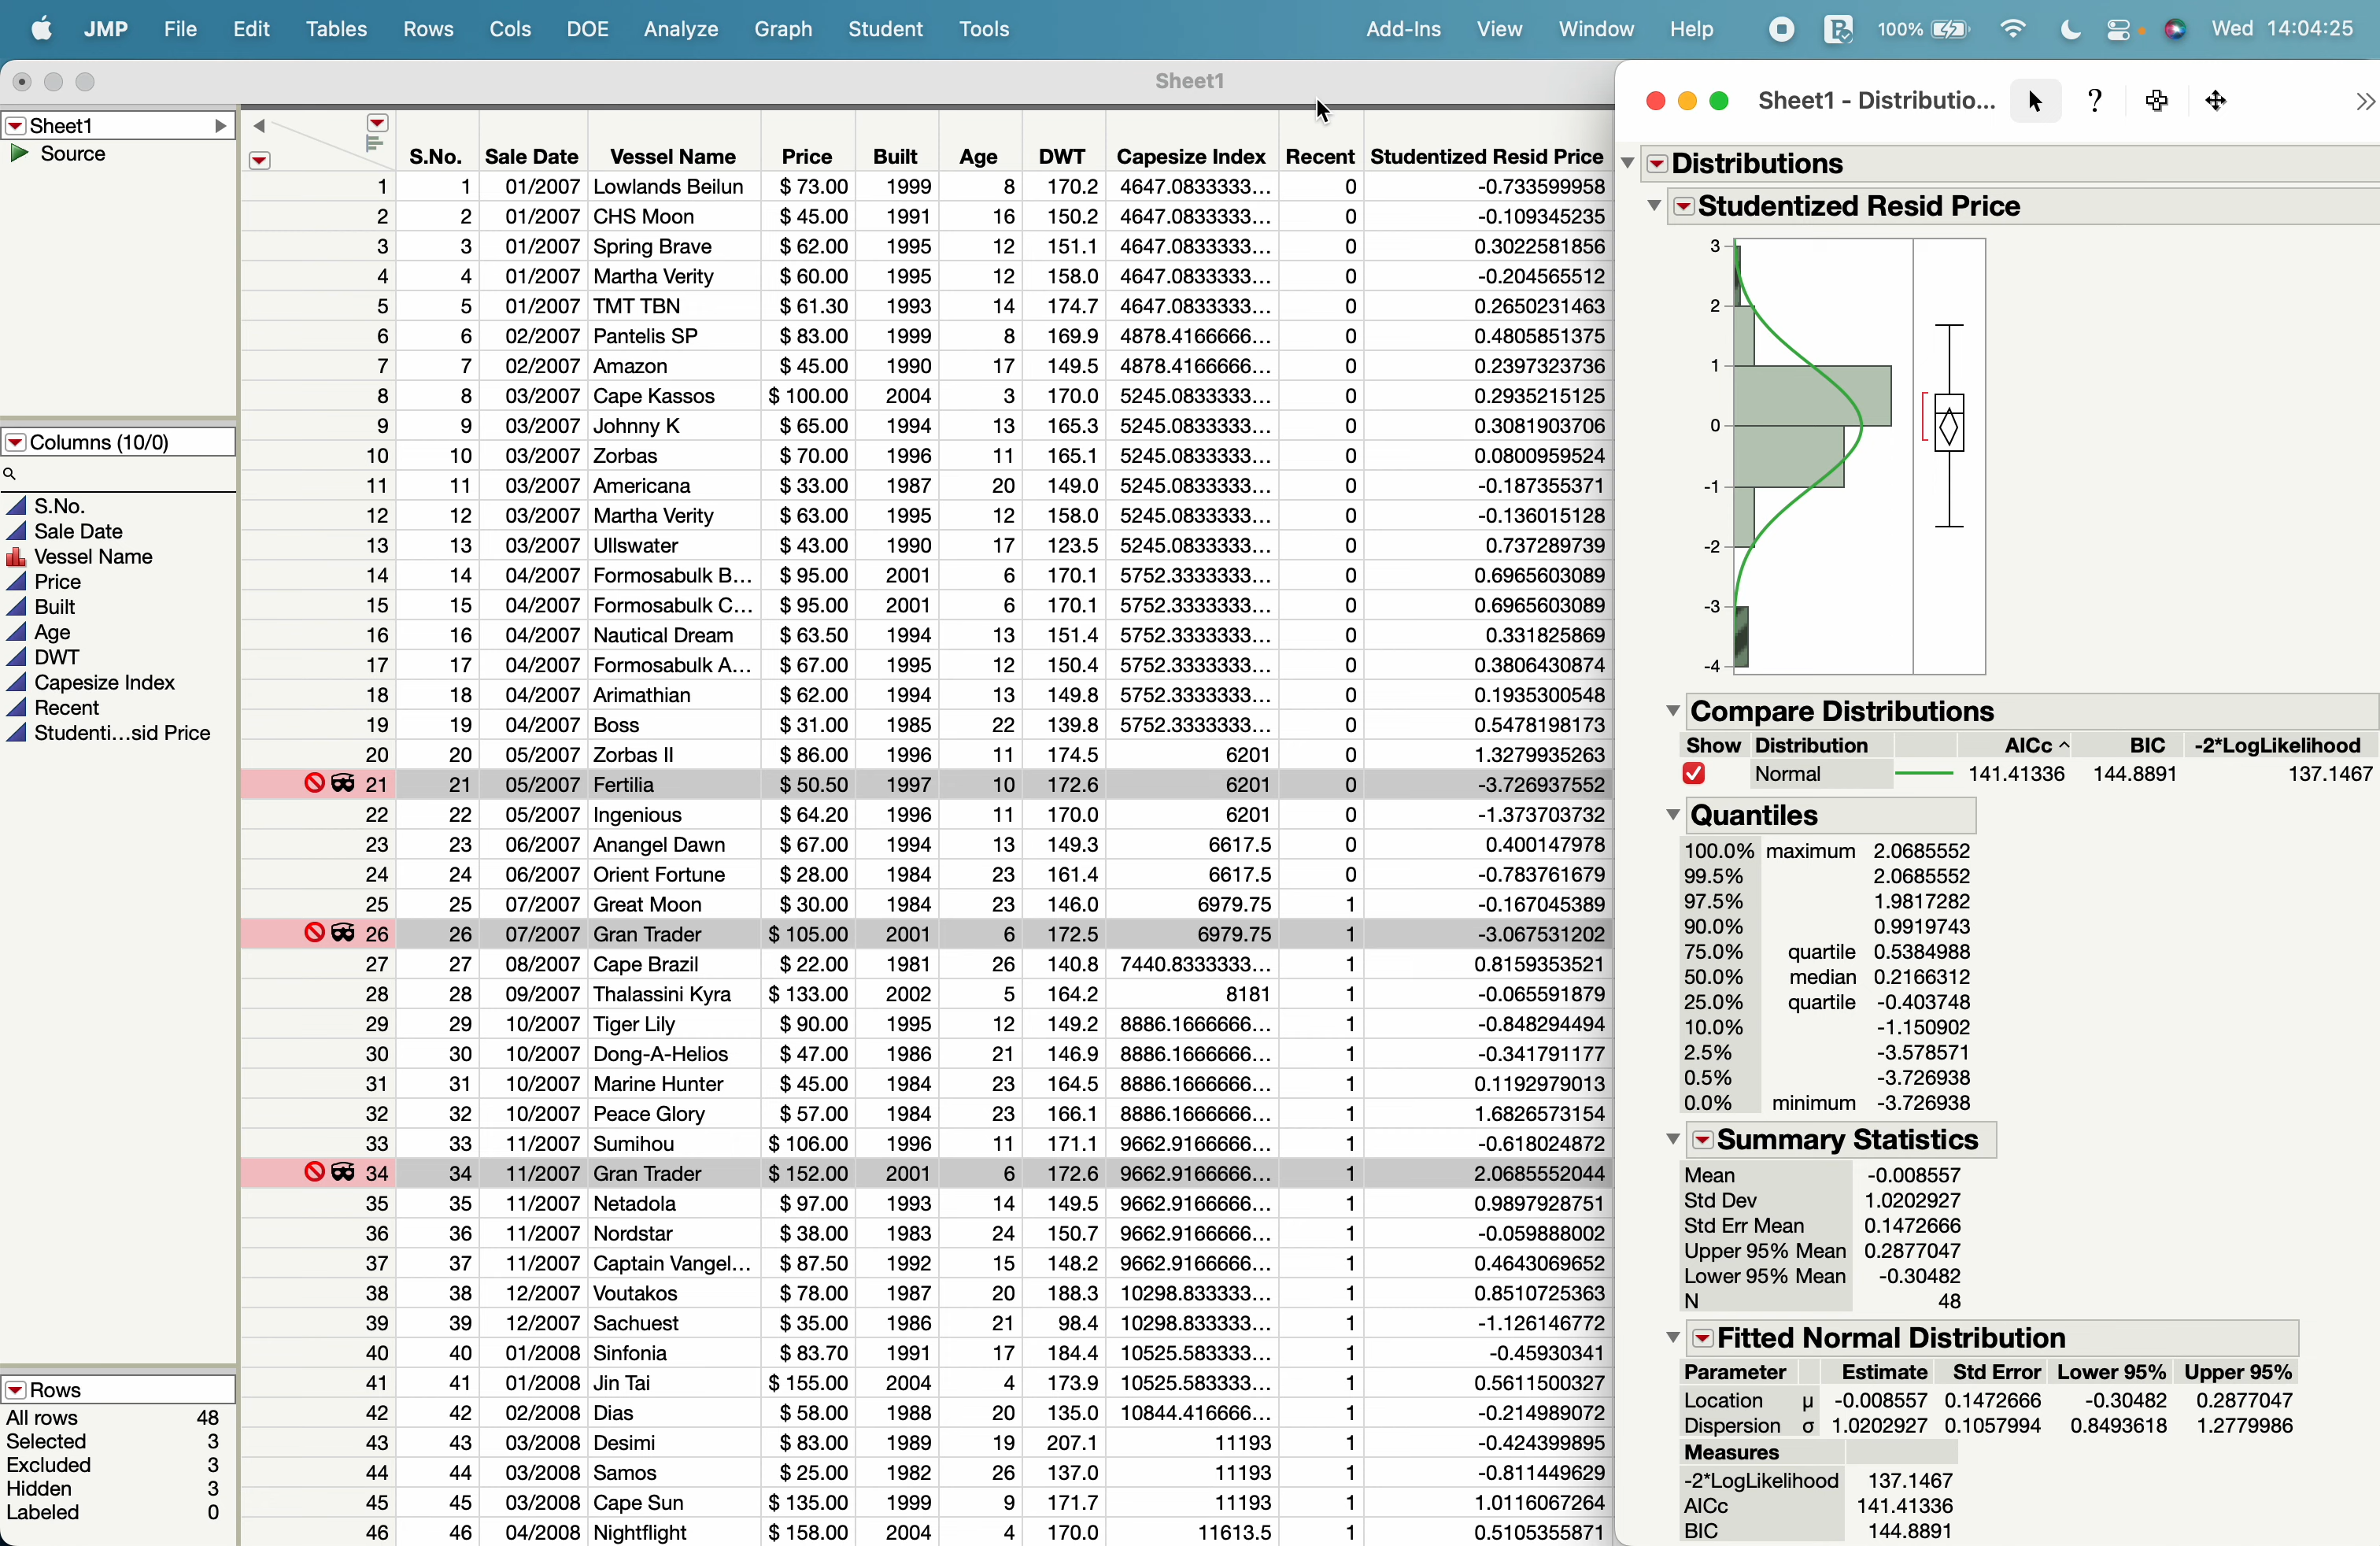 JMP File Edit Tables Rows Cols DOE Analyze Graph Student Tools Add-Ins View Window Help 100% Wed 14:04:25
Sheet1
Sheet1 - Distributio... ?
Sheet1
Source
Columns (10/0)
S.No.
Sale Date
Vessel Name
Price
Built
Age
DWT
Capesize Index
Recent
Studenti...sid Price
Rows
All rows 48
Selected 3
Excluded 3
Hidden 3
Labeled 0
S.No. Sale Date Vessel Name Price Built Age DWT Capesize Index Recent Studentized Resid Price
1 1 01/2007 Lowlands Beilun $ 73.00 1999 8 170.2 4647.0833333... 0 -0.733599958
2 2 01/2007 CHS Moon $ 45.00 1991 16 150.2 4647.0833333... 0 -0.109345235
3 3 01/2007 Spring Brave $ 62.00 1995 12 151.1 4647.0833333... 0 0.3022581856
4 4 01/2007 Martha Verity $ 60.00 1995 12 158.0 4647.0833333... 0 -0.204565512
5 5 01/2007 TMT TBN $ 61.30 1993 14 174.7 4647.0833333... 0 0.2650231463
6 6 02/2007 Pantelis SP $ 83.00 1999 8 169.9 4878.4166666... 0 0.4805851375
7 7 02/2007 Amazon $ 45.00 1990 17 149.5 4878.4166666... 0 0.2397323736
8 8 03/2007 Cape Kassos $ 100.00 2004 3 170.0 5245.0833333... 0 0.2935215125
9 9 03/2007 Johnny K $ 65.00 1994 13 165.3 5245.0833333... 0 0.3081903706
10 10 03/2007 Zorbas $ 70.00 1996 11 165.1 5245.0833333... 0 0.0800959524
11 11 03/2007 Americana $ 33.00 1987 20 149.0 5245.0833333... 0 -0.187355371
12 12 03/2007 Martha Verity $ 63.00 1995 12 158.0 5245.0833333... 0 -0.136015128
13 13 03/2007 Ullswater $ 43.00 1990 17 123.5 5245.0833333... 0 0.737289739
14 14 04/2007 Formosabulk B... $ 95.00 2001 6 170.1 5752.3333333... 0 0.6965603089
15 15 04/2007 Formosabulk C... $ 95.00 2001 6 170.1 5752.3333333... 0 0.6965603089
16 16 04/2007 Nautical Dream $ 63.50 1994 13 151.4 5752.3333333... 0 0.331825869
17 17 04/2007 Formosabulk A... $ 67.00 1995 12 150.4 5752.3333333... 0 0.3806430874
18 18 04/2007 Arimathian $ 62.00 1994 13 149.8 5752.3333333... 0 0.1935300548
19 19 04/2007 Boss $ 31.00 1985 22 139.8 5752.3333333... 0 0.5478198173
20 20 05/2007 Zorbas II $ 86.00 1996 11 174.5 6201 0 1.3279935263
21 21 05/2007 Fertilia $ 50.50 1997 10 172.6 6201 0 -3.726937552
22 22 05/2007 Ingenious $ 64.20 1996 11 170.0 6201 0 -1.373703732
23 23 06/2007 Anangel Dawn $ 67.00 1994 13 149.3 6617.5 0 0.400147978
24 24 06/2007 Orient Fortune $ 28.00 1984 23 161.4 6617.5 0 -0.783761679
25 25 07/2007 Great Moon $ 30.00 1984 23 146.0 6979.75 1 -0.167045389
26 26 07/2007 Gran Trader $ 105.00 2001 6 172.5 6979.75 1 -3.067531202
27 27 08/2007 Cape Brazil $ 22.00 1981 26 140.8 7440.8333333... 1 0.8159353521
28 28 09/2007 Thalassini Kyra $ 133.00 2002 5 164.2 8181 1 -0.065591879
29 29 10/2007 Tiger Lily $ 90.00 1995 12 149.2 8886.1666666... 1 -0.848294494
30 30 10/2007 Dong-A-Helios $ 47.00 1986 21 146.9 8886.1666666... 1 -0.341791177
31 31 10/2007 Marine Hunter $ 45.00 1984 23 164.5 8886.1666666... 1 0.1192979013
32 32 10/2007 Peace Glory $ 57.00 1984 23 166.1 8886.1666666... 1 1.6826573154
33 33 11/2007 Sumihou $ 106.00 1996 11 171.1 9662.9166666... 1 -0.618024872
34 34 11/2007 Gran Trader $ 152.00 2001 6 172.6 9662.9166666... 1 2.0685552044
35 35 11/2007 Netadola $ 97.00 1993 14 149.5 9662.9166666... 1 0.9897928751
36 36 11/2007 Nordstar $ 38.00 1983 24 150.7 9662.9166666... 1 -0.059888002
37 37 11/2007 Captain Vangel... $ 87.50 1992 15 148.2 9662.9166666... 1 0.4643069652
38 38 12/2007 Voutakos $ 78.00 1987 20 188.3 10298.833333... 1 0.8510725363
39 39 12/2007 Sachuest $ 35.00 1986 21 98.4 10298.833333... 1 -1.126146772
40 40 01/2008 Sinfonia $ 83.70 1991 17 184.4 10525.583333... 1 -0.45930341
41 41 01/2008 Jin Tai $ 155.00 2004 4 173.9 10525.583333... 1 0.5611500327
42 42 02/2008 Dias $ 58.00 1988 20 135.0 10844.416666... 1 -0.214989072
43 43 03/2008 Desimi $ 83.00 1989 19 207.1 11193 1 -0.424399895
44 44 03/2008 Samos $ 25.00 1982 26 137.0 11193 1 -0.811449629
45 45 03/2008 Cape Sun $ 135.00 1999 9 171.7 11193 1 1.0116067264
46 46 04/2008 Nightflight $ 158.00 2004 4 170.0 11613.5 1 0.5105355871
Distributions
Studentized Resid Price
3
2
1
0
-1
-2
-3
-4
Compare Distributions
Show Distribution AICc BIC -2*LogLikelihood
Normal 141.41336 144.8891 137.1467
Quantiles
100.0% maximum 2.0685552
99.5% 2.0685552
97.5% 1.9817282
90.0% 0.9919743
75.0% quartile 0.5384988
50.0% median 0.2166312
25.0% quartile -0.403748
10.0% -1.150902
2.5% -3.578571
0.5% -3.726938
0.0% minimum -3.726938
Summary Statistics
Mean -0.008557
Std Dev 1.0202927
Std Err Mean 0.1472666
Upper 95% Mean 0.2877047
Lower 95% Mean -0.30482
N 48
Fitted Normal Distribution
Parameter Estimate Std Error Lower 95% Upper 95%
Location μ -0.008557 0.1472666 -0.30482 0.2877047
Dispersion σ 1.0202927 0.1057994 0.8493618 1.2779986
Measures
-2*LogLikelihood 137.1467
AICc 141.41336
BIC 144.8891